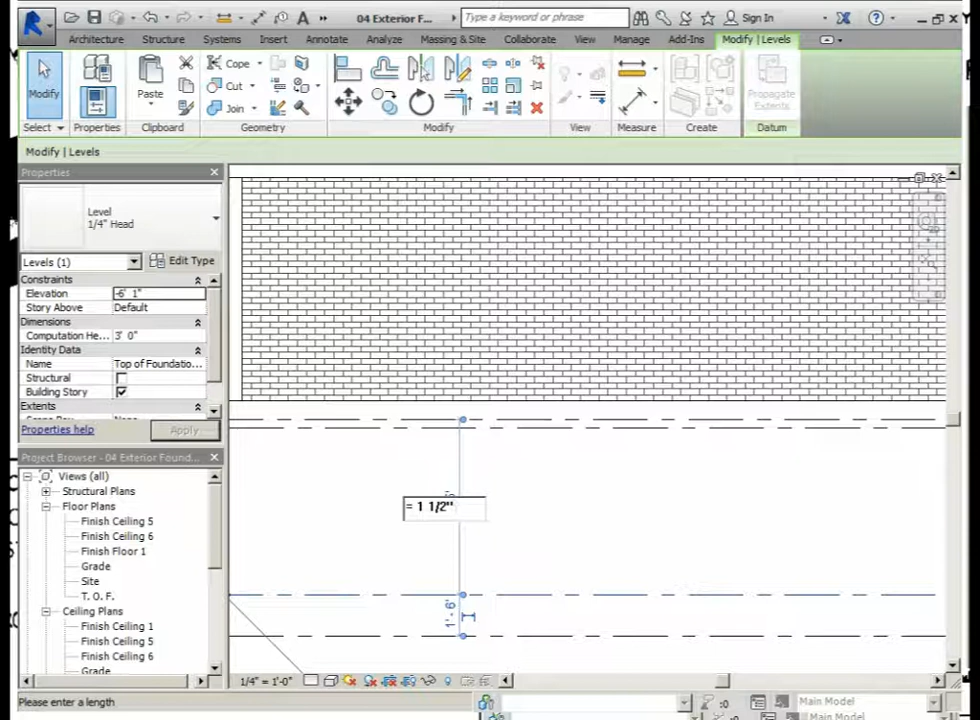 04 Exterior F...
Type a keyword or phrase
Sign In
Architecture
Structure
Systems
Insert
Annotate
Analyze
Massing & Site
Collaborate
View
Manage
Add-Ins
Modify | Levels
Modify
Paste
Cope
Cut
Join
Propagate
Extents
Select
Properties
Clipboard
Geometry
Modify
View
Measure
Create
Datum
Modify | Levels
Properties
Level
1/4" Head
Levels (1)
Edit Type
Constraints
Elevation
-6' 1"
Story Above
Default
Dimensions
Computation He...
3' 0"
Identity Data
Name
Top of Foundatio...
Structural
Building Story
Extents
Properties help
Apply
Project Browser - 04 Exterior Found...
Views (all)
Structural Plans
Floor Plans
Finish Ceiling 5
Finish Ceiling 6
Finish Floor 1
Grade
Site
T. O. F.
Ceiling Plans
Finish Ceiling 1
Finish Ceiling 5
Finish Ceiling 6
Grade
= 1 1/2"
1' - 6"
1/4" = 1'-0"
Please enter a length
:0
Main Model